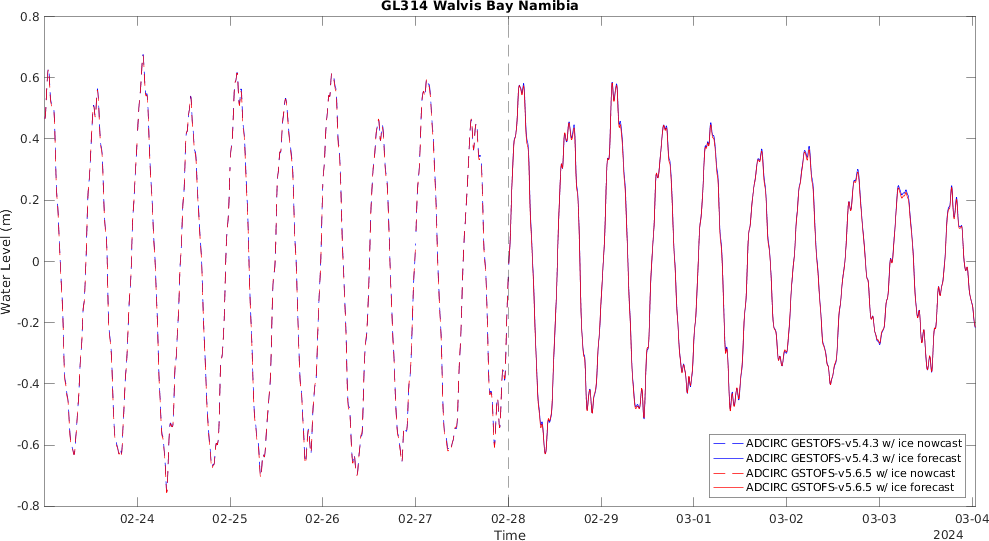 GL314 Walvis Bay Namibia
0.8
0.6
0.4
0.2
0
-0.2
-0.4
-0.6
-0.8
Water Level (m)
ADCIRC GESTOFS-v5.4.3 w/ ice nowcast
ADCIRC GESTOFS-v5.4.3 w/ ice forecast
ADCIRC GSTOFS-v5.6.5 w/ ice nowcast
ADCIRC GSTOFS-v5.6.5 w/ ice forecast
02-24 02-25 02-26 02-27 02-28 02-29 03-01 03-02 03-03 03-04
Time
2024